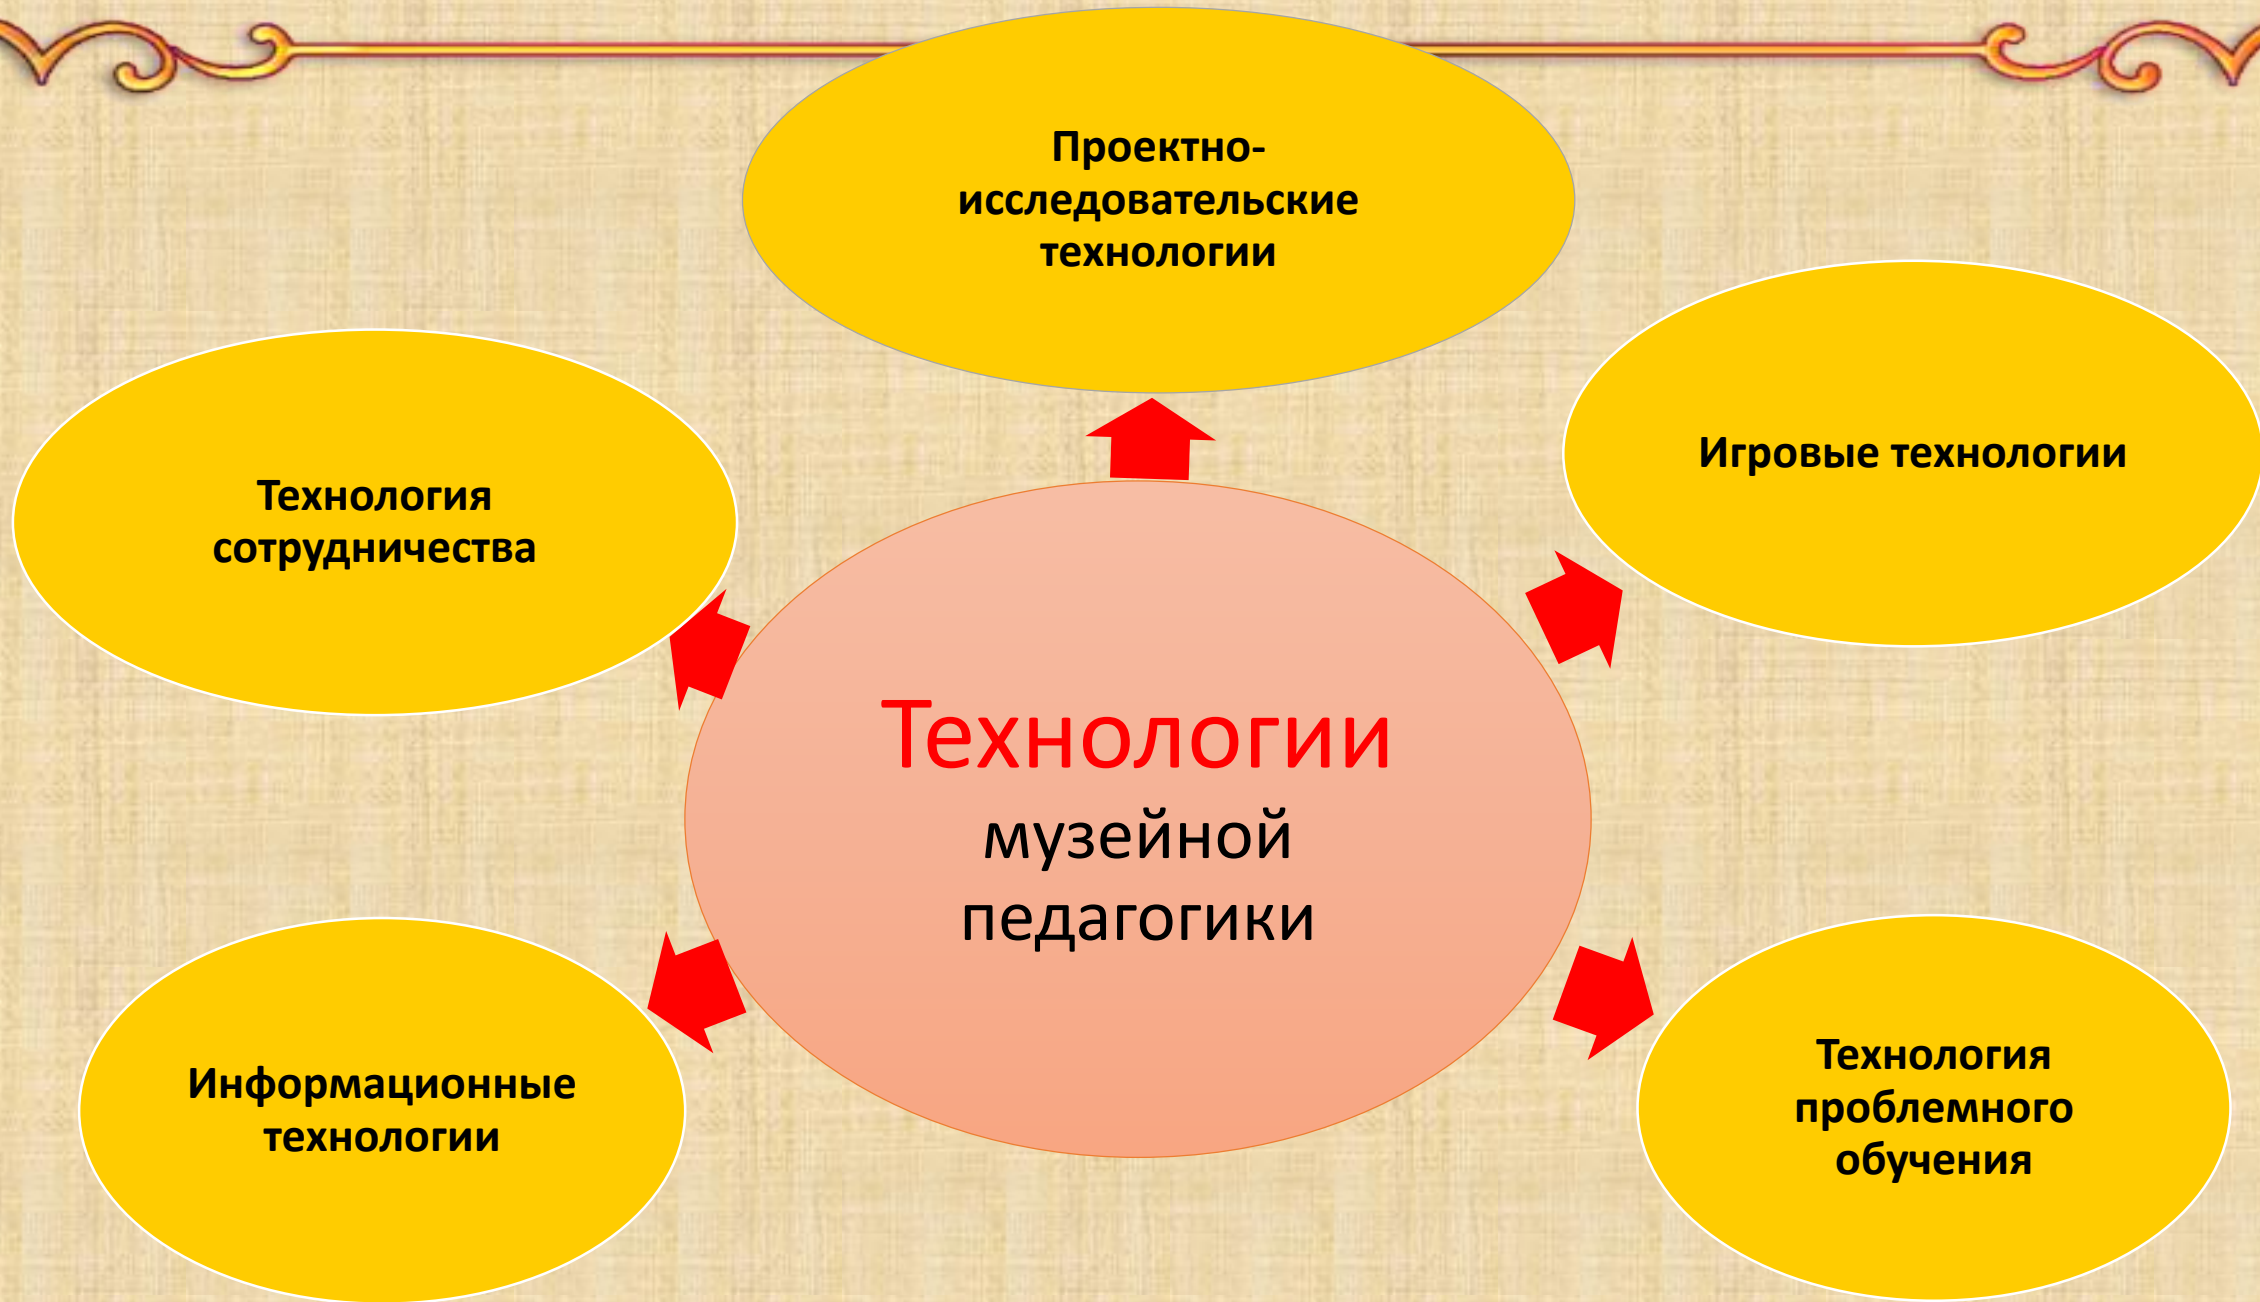 Проектно-
исследовательские
технологии
Игровые технологии
Технология
сотрудничества
Технологии
музейной
педагогики
Информационные
технологии
Технология
проблемного
обучения